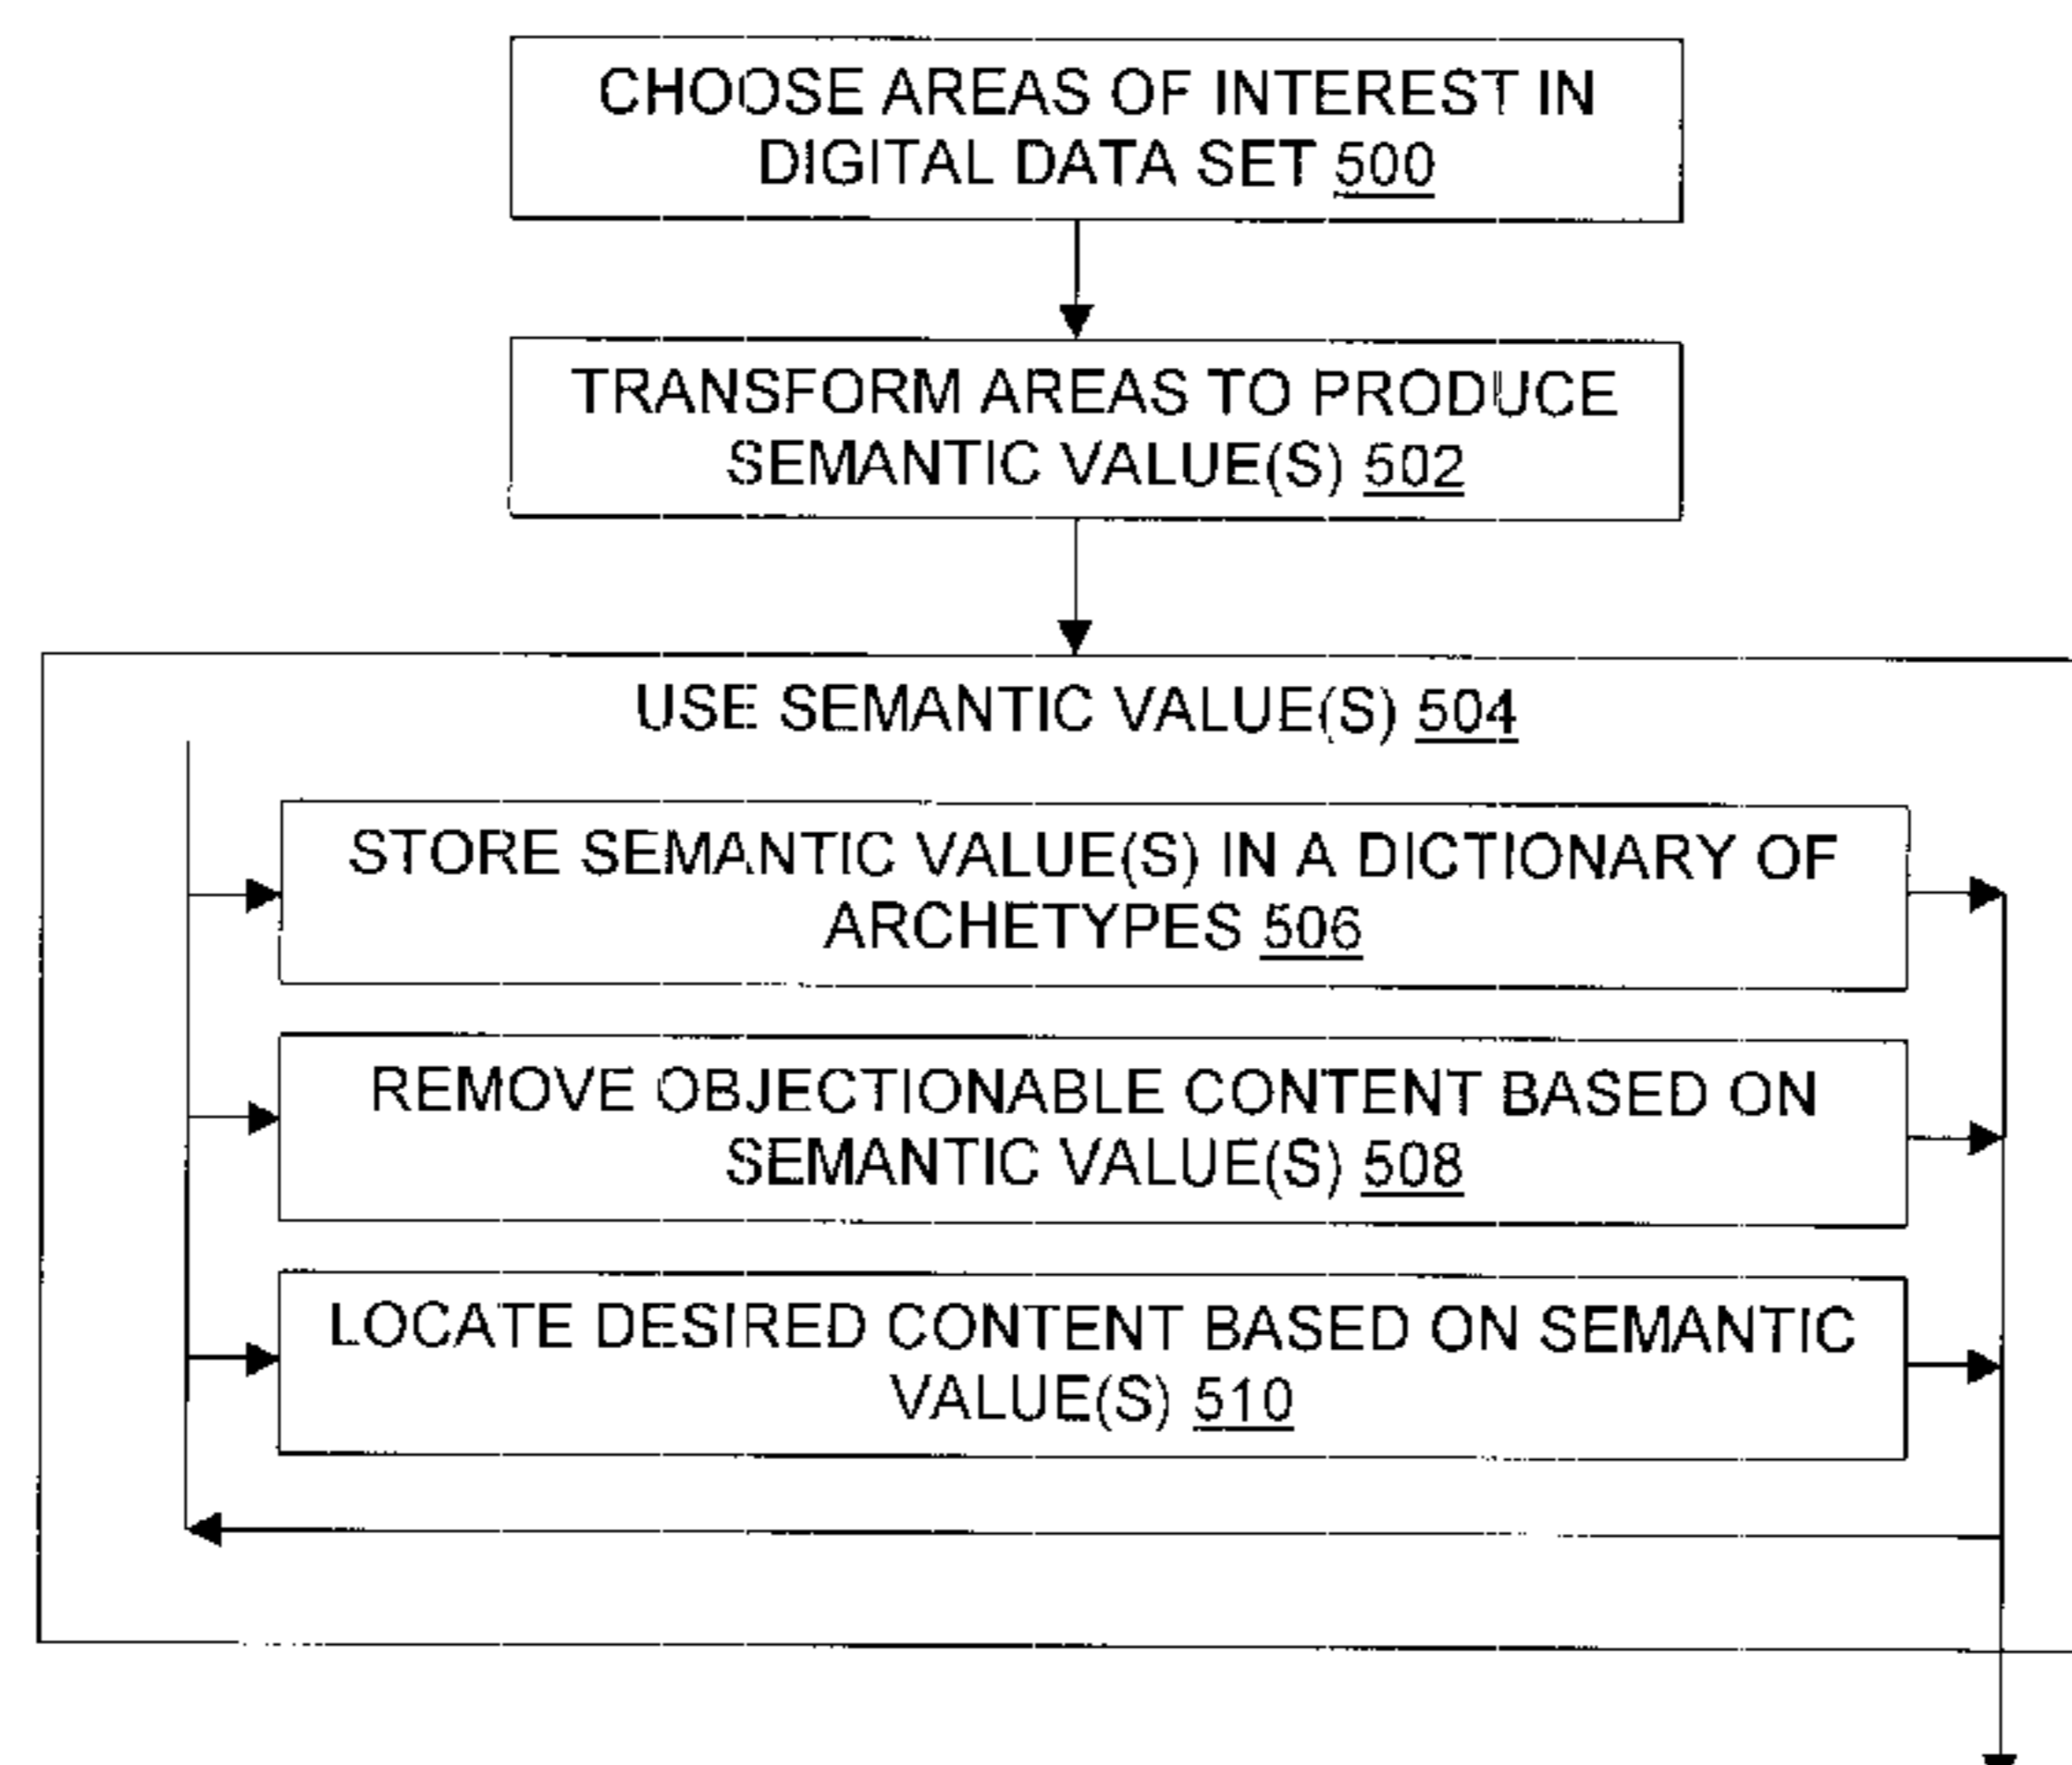 CHOOSE AREAS OF INTEREST IN
DIGITAL DATA SET 500
TRANSFORM AREAS TO PRODUCE
SEMANTIC VALUE(S) 502
USE SEMANTIC VALUE(S) 504
STORE SEMANTIC VALUE(S) IN A DICTIONARY OF
ARCHETYPES 506
REMOVE OBJECTIONABLE CONTENT BASED ON
SEMANTIC VALUE(S) 508
LOCATE DESIRED CONTENT BASED ON SEMANTIC
VALUE(S) 510